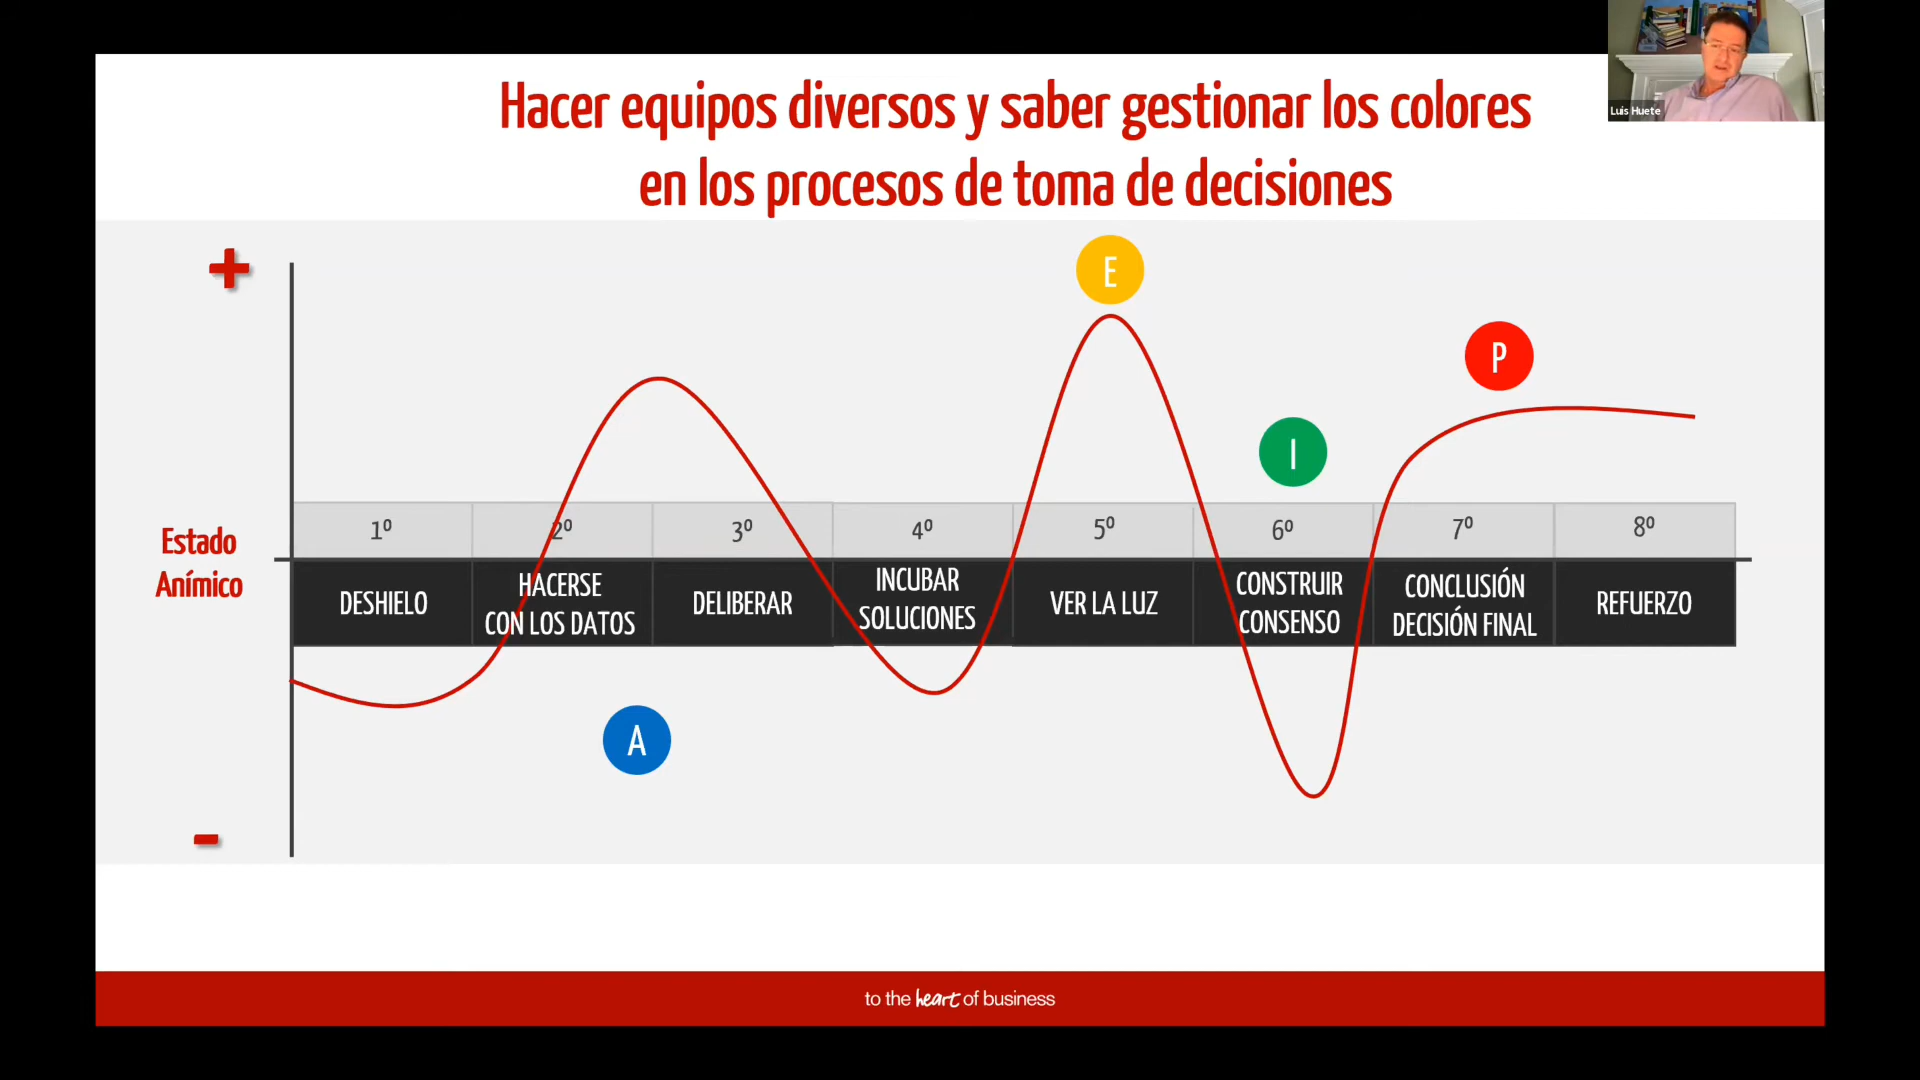 Hacer equipos diversos y saber gestionar los colores
en los procesos de toma de decisiones
Luis Huete
+
E
P
I
Estado
Anímico
1º
2º
3º
4º
5º
6º
7º
8º
DESHIELO
HACERSE
CON LOS DATOS
DELIBERAR
INCUBAR
SOLUCIONES
VER LA LUZ
CONSTRUIR
CONSENSO
CONCLUSIÓN
DECISIÓN FINAL
REFUERZO
A
-
to the heart of business